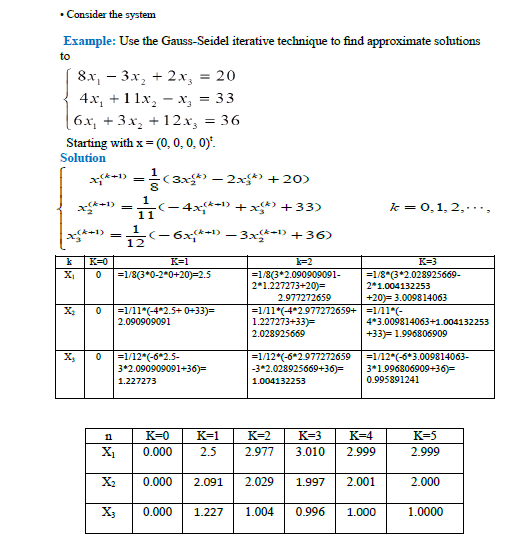 • Consider the system
Example: Use the Gauss-Seidel iterative technique to find approximate solutions
to
8x₁ − 3x₂ + 2x₃ = 20
4x₁ + 11x₂ − x₃ = 33
6x₁ + 3x₂ + 12x₃ = 36
Starting with x = (0, 0, 0, 0)ᵗ.
Solution
x₁^(k+1) = 1/8 (3x₂^(k) − 2x₃^(k) + 20)
x₂^(k+1) = 1/11 (− 4x₁^(k+1) + x₃^(k) + 33)
k = 0, 1, 2, ⋯,
x₃^(k+1) = 1/12 (− 6x₁^(k+1) − 3x₂^(k+1) + 36)
k K=0 K=1 k=2 K=3
X₁ 0 =1/8(3*0-2*0+20)=2.5 =1/8(3*2.090909091- =1/8*(3*2.028925669-
2*1.227273+20)= 2*1.004132253
2.977272659 +20)= 3.009814063
X₂ 0 =1/11*(-4*2.5+ 0+33)= =1/11*(-4*2.977272659+ =1/11*(-
2.090909091 1.227273+33)= 4*3.009814063+1.004132253
2.028925669 +33)= 1.996806909
X₃ 0 =1/12*(-6*2.5- =1/12*(-6*2.977272659 =1/12*(-6*3.009814063-
3*2.090909091+36)= -3*2.028925669+36)= 3*1.996806909+36)=
1.227273 1.004132253 0.995891241
n K=0 K=1 K=2 K=3 K=4 K=5
X₁ 0.000 2.5 2.977 3.010 2.999 2.999
X₂ 0.000 2.091 2.029 1.997 2.001 2.000
X₃ 0.000 1.227 1.004 0.996 1.000 1.0000